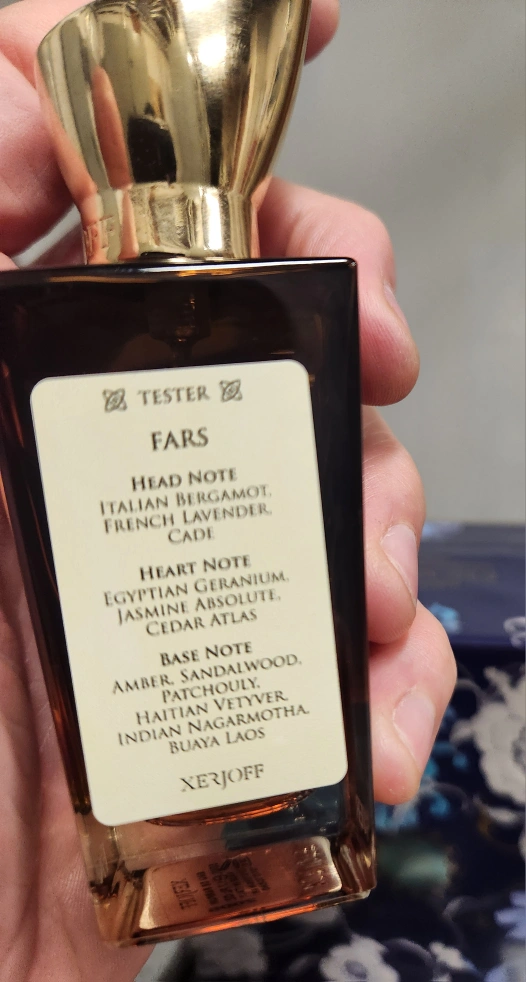 TESTER
FARS
HEAD NOTE
ITALIAN BERGAMOT,
FRENCH LAVENDER,
CADE
HEART NOTE
EGYPTIAN GERANIUM,
JASMINE ABSOLUTE,
CEDAR ATLAS
BASE NOTE
AMBER, SANDALWOOD,
PATCHOULY,
HAITIAN VETYVER,
INDIAN NAGARMOTHA,
BUAYA LAOS
XERJOFF